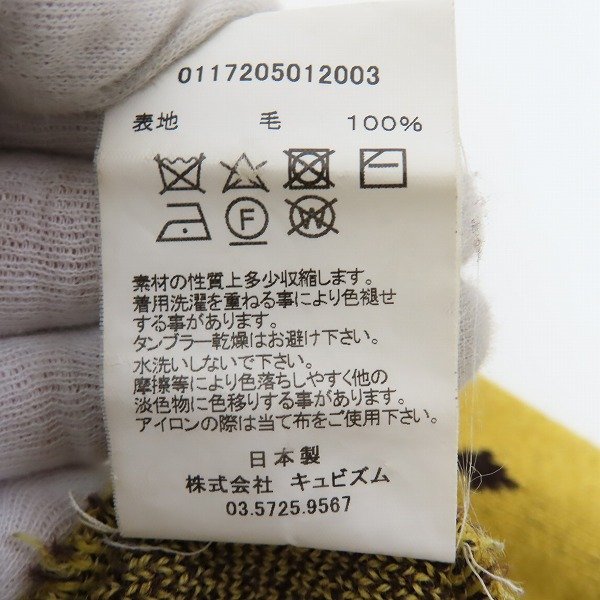 0117205012003
表地 毛 100%
F W
素材の性質上多少収縮します。
着用洗濯を重ねる事により色褪せ
する事があります。
タンブラー乾燥はお避け下さい。
水洗いしないで下さい。
摩擦等により色落ちしやすく他の
淡色物に色移りする事があります。
アイロンの際は当て布をご使用下さい。
日本製
株式会社 キュビズム
03.5725.9567